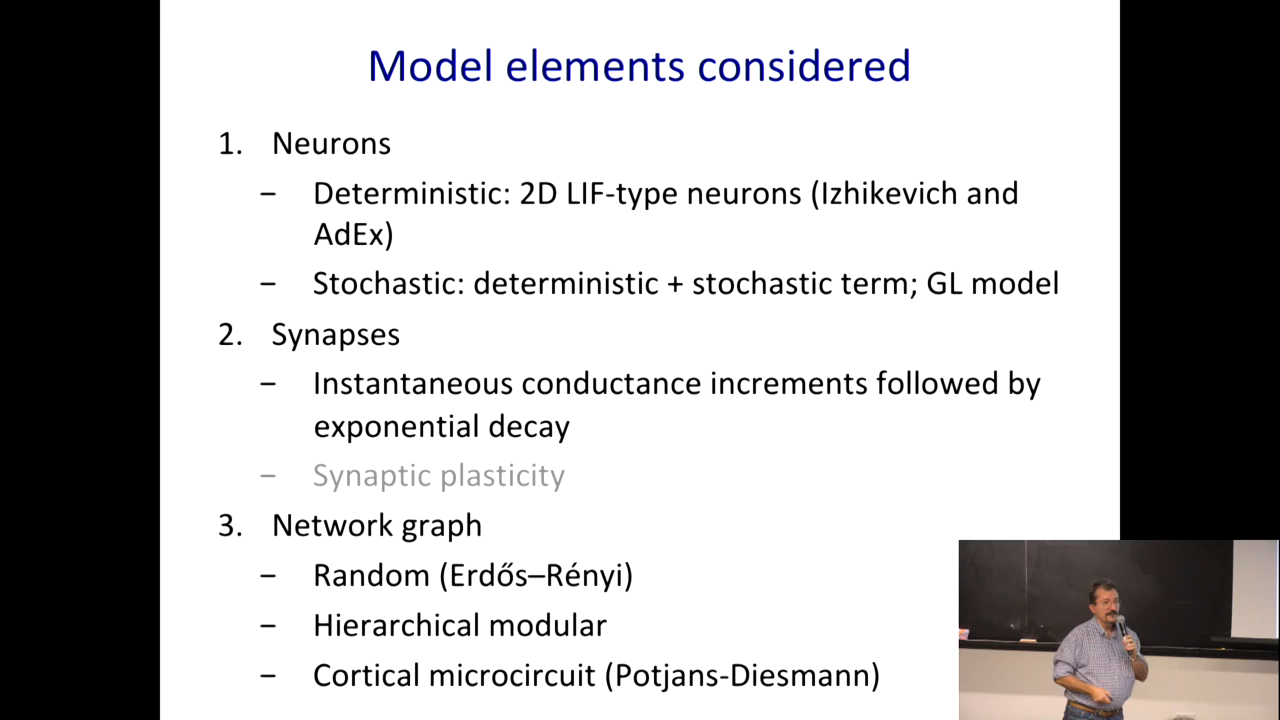 Model elements considered
1. Neurons
– Deterministic: 2D LIF-type neurons (Izhikevich and
AdEx)
– Stochastic: deterministic + stochastic term; GL model
2. Synapses
– Instantaneous conductance increments followed by
exponential decay
– Synaptic plasticity
3. Network graph
– Random (Erdős–Rényi)
– Hierarchical modular
– Cortical microcircuit (Potjans-Diesmann)